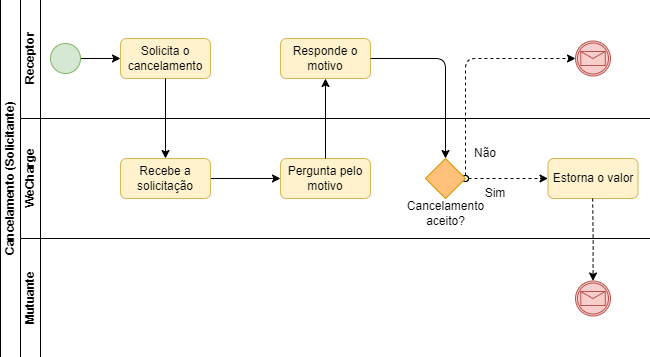 Cancelamento (Solicitante)
Receptor
Solicita o
cancelamento
Responde o
motivo
WeCharge
Recebe a
solicitação
Pergunta pelo
motivo
Não
Sim
Cancelamento
aceito?
Estorna o valor
Mutuante